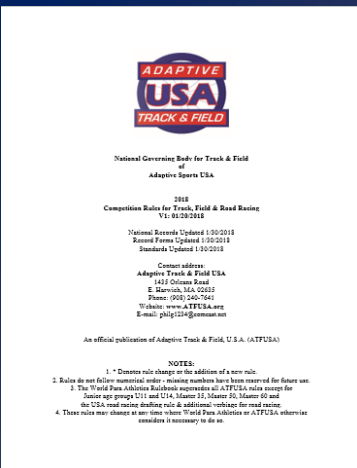 ADAPTIVE
USA
TRACK & FIELD
National Governing Body for Track & Field
of
Adaptive Sports USA
2018
Competition Rules for Track, Field & Road Racing
V1: 01/20/2018
National Records Updated 1/30/2018
Record Forms Updated 1/30/2018
Standards Updated 1/30/2018
Contact address:
Adaptive Track & Field USA
1435 Orleans Road
E. Harwich, MA 02635
Phone: (908) 240-7641
Website: www.ATFUSA.org
E-mail: philg1234@comcast.net
An official publication of Adaptive Track & Field, U.S.A. (ATFUSA)
NOTES:
1. * Denotes rule change or the addition of a new rule.
2. Rules do not follow numerical order - missing numbers have been reserved for future use.
3. The World Para Athletics Rulebook supersedes all ATFUSA rules except for
Junior age groups U11 and U14, Master 35, Master 50, Master 60 and
the USA road racing drafting rule & additional verbiage for road racing.
4. These rules may change at any time where World Para Athletics or ATFUSA otherwise
considers it necessary to do so.